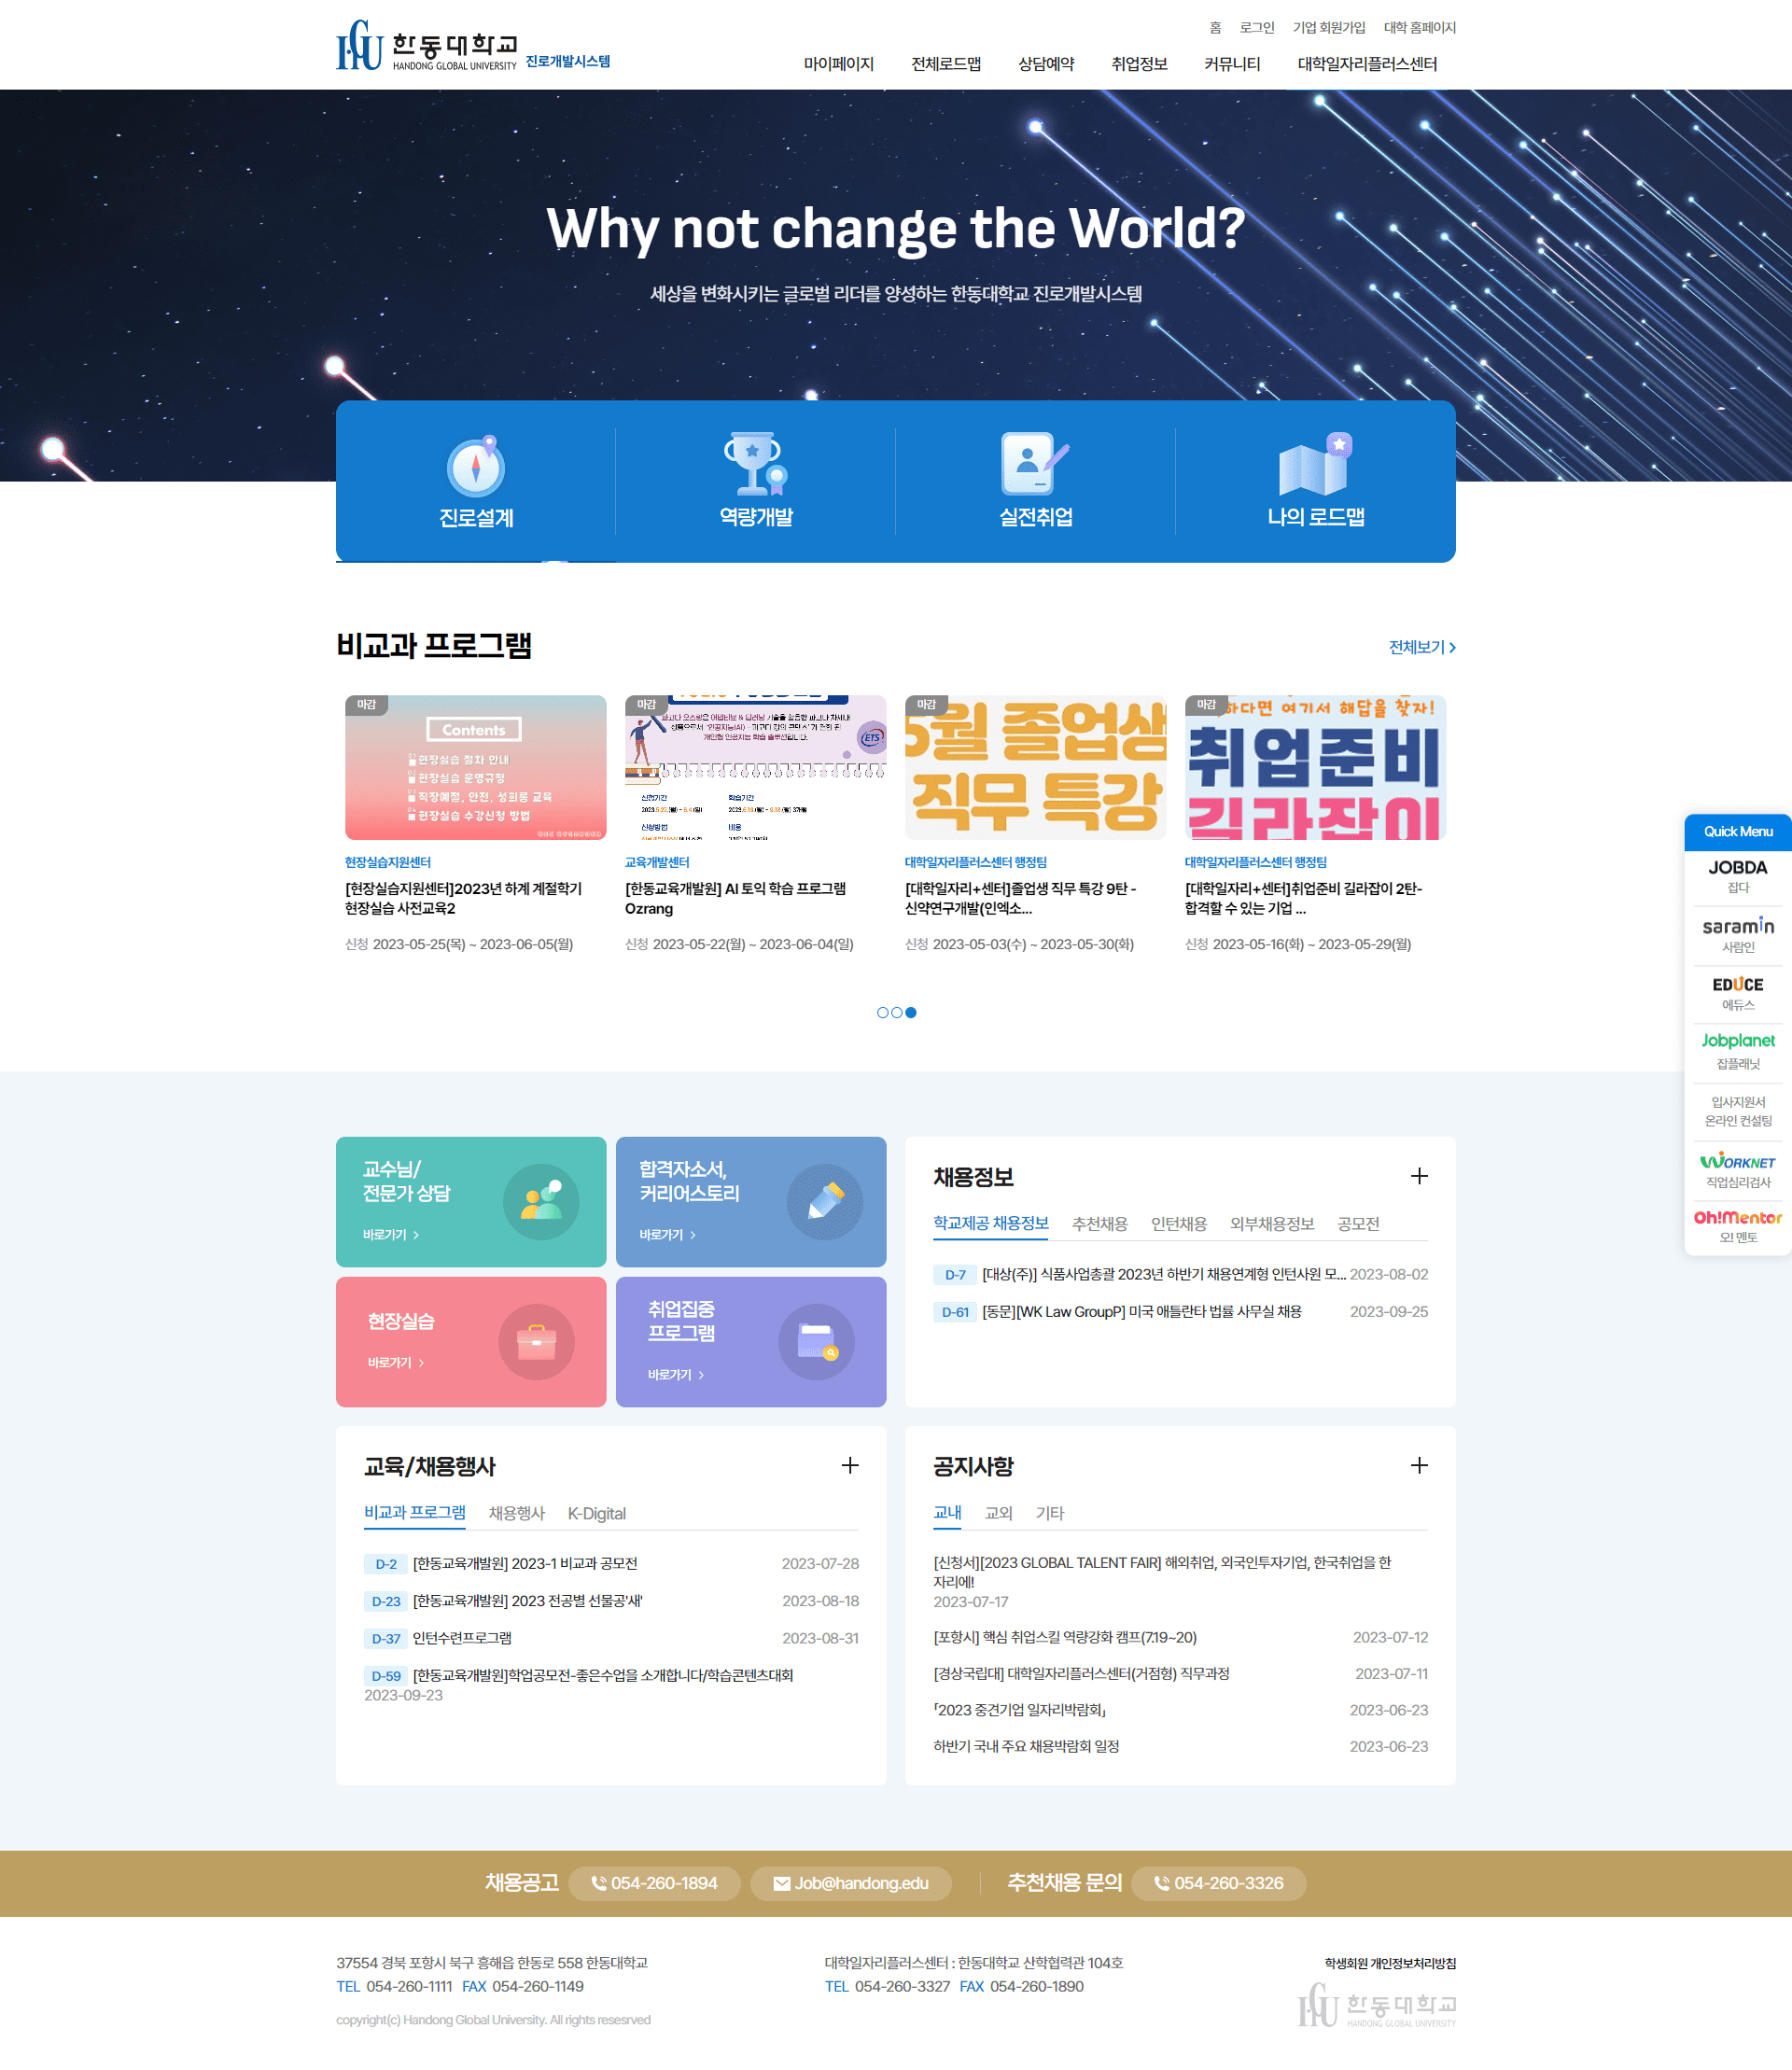 홈 로그인 기업 회원가입 대학 홈페이지
HGU 한동대학교
HANDONG GLOBAL UNIVERSITY
진로개발시스템
마이페이지 전체로드맵 상담예약 취업정보 커뮤니티 대학일자리플러스센터
Why not change the World?
세상을 변화시키는 글로벌 리더를 양성하는 한동대학교 진로개발시스템
진로설계 역량개발 실전취업 나의 로드맵
비교과 프로그램
전체보기
마감
Contents
현장실습 절차 안내
현장실습 운영규정
직장예절, 안전, 성희롱 교육
현장실습 수강신청 방법
현장실습지원센터
[현장실습지원센터]2023년 하계 계절학기
현장실습 사전교육2
신청 2023-05-25(목) ~ 2023-06-05(월)
마감
ETS
신청기간
학습기간
신청방법
비용
교육개발센터
[한동교육개발원] AI 토익 학습 프로그램
Ozrang
신청 2023-05-22(월) ~ 2023-06-04(일)
마감
5월 졸업생
직무 특강
대학일자리플러스센터 행정팀
[대학일자리+센터]졸업생 직무 특강 9탄 -
신약연구개발(인엑소...
신청 2023-05-03(수) ~ 2023-05-30(화)
마감
하다면 여기서 해답을 찾자!
취업준비
길라잡이
대학일자리플러스센터 행정팀
[대학일자리+센터]취업준비 길라잡이 2탄-
합격할 수 있는 기업 ...
신청 2023-05-16(화) ~ 2023-05-29(월)
Quick Menu
JOBDA
잡다
saramin
사람인
EDUCE
에듀스
Jobplanet
잡플래닛
입사지원서
온라인 컨설팅
WORKNET
직업심리검사
Oh!Mentor
오! 멘토
교수님/
전문가 상담
바로가기
합격자소서,
커리어스토리
바로가기
현장실습
바로가기
취업집중
프로그램
바로가기
채용정보
학교제공 채용정보 추천채용 인턴채용 외부채용정보 공모전
D-7 [대상(주)] 식품사업총괄 2023년 하반기 채용연계형 인턴사원 모... 2023-08-02
D-61 [동문][WK Law GroupP] 미국 애틀란타 법률 사무실 채용 2023-09-25
교육/채용행사
비교과 프로그램 채용행사 K-Digital
D-2 [한동교육개발원] 2023-1 비교과 공모전 2023-07-28
D-23 [한동교육개발원] 2023 전공별 선물공'새' 2023-08-18
D-37 인턴수련프로그램 2023-08-31
D-59 [한동교육개발원]학업공모전-좋은수업을 소개합니다/학습콘텐츠대회
2023-09-23
공지사항
교내 교외 기타
[신청서][2023 GLOBAL TALENT FAIR] 해외취업, 외국인투자기업, 한국취업을 한
자리에!
2023-07-17
[포항시] 핵심 취업스킬 역량강화 캠프(7.19~20) 2023-07-12
[경상국립대] 대학일자리플러스센터(거점형) 직무과정 2023-07-11
「2023 중견기업 일자리박람회」 2023-06-23
하반기 국내 주요 채용박람회 일정 2023-06-23
채용공고 054-260-1894 Job@handong.edu 추천채용 문의 054-260-3326
37554 경북 포항시 북구 흥해읍 한동로 558 한동대학교
TEL 054-260-1111 FAX 054-260-1149
copyright(c) Handong Global University. All rights resesrved
대학일자리플러스센터 : 한동대학교 산학협력관 104호
TEL 054-260-3327 FAX 054-260-1890
학생회원 개인정보처리방침
HGU 한동대학교
HANDONG GLOBAL UNIVERSITY